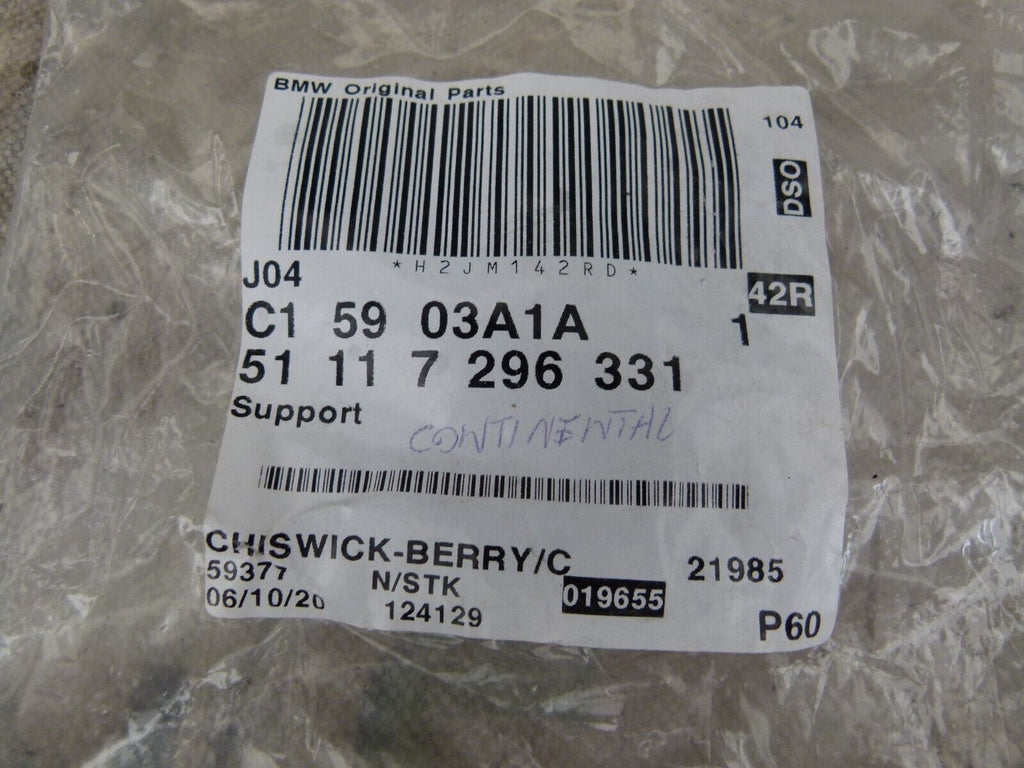 BMW Original Parts
104
DSO
*H2JM142RD*
J04
42R
C1 59 03A1A 1
51 11 7 296 331
Support
CONTINENTAL
CHISWICK-BERRY/C 21985
59377 N/STK 019655
06/10/20 124129 P60